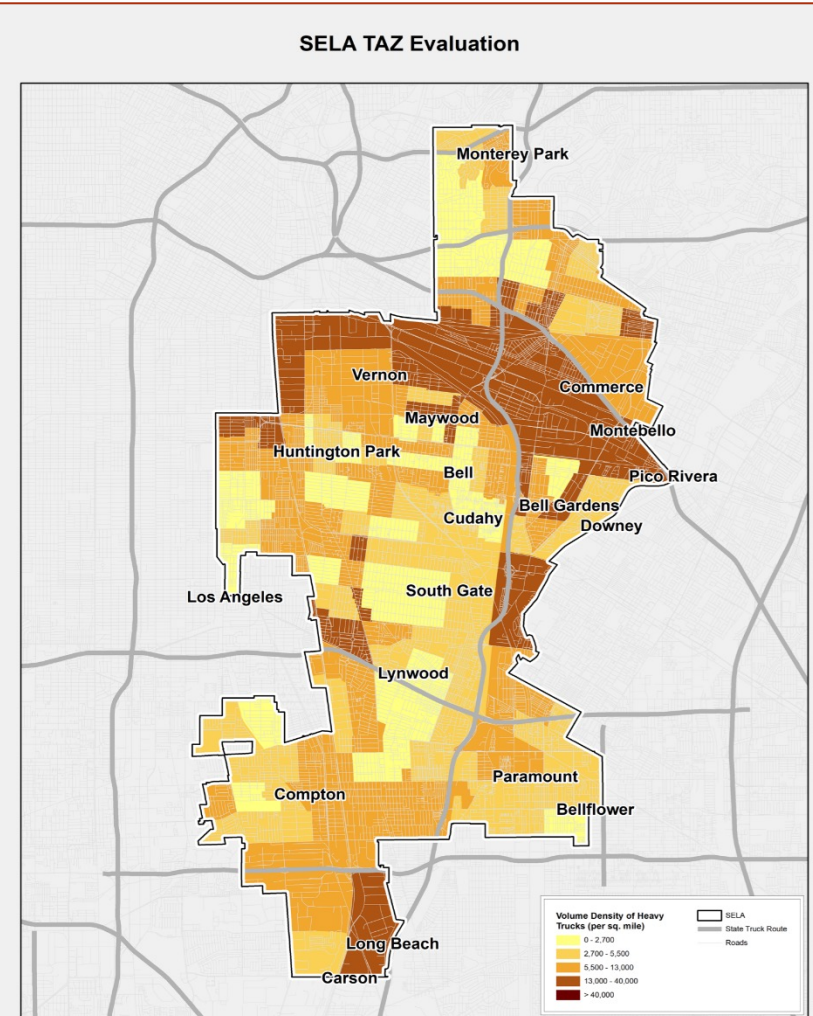 SELA TAZ Evaluation
Monterey Park
Vernon
Commerce
Maywood
Montebello
Huntington Park
Bell
Pico Rivera
Bell Gardens
Cudahy
Downey
South Gate
Los Angeles
Lynwood
Paramount
Compton
Bellflower
Long Beach
Carson
Volume Density of Heavy
Trucks (per sq. mile)
0 - 2,700
2,700 - 5,500
5,500 - 13,000
13,000 - 40,000
> 40,000
SELA
State Truck Route
Roads